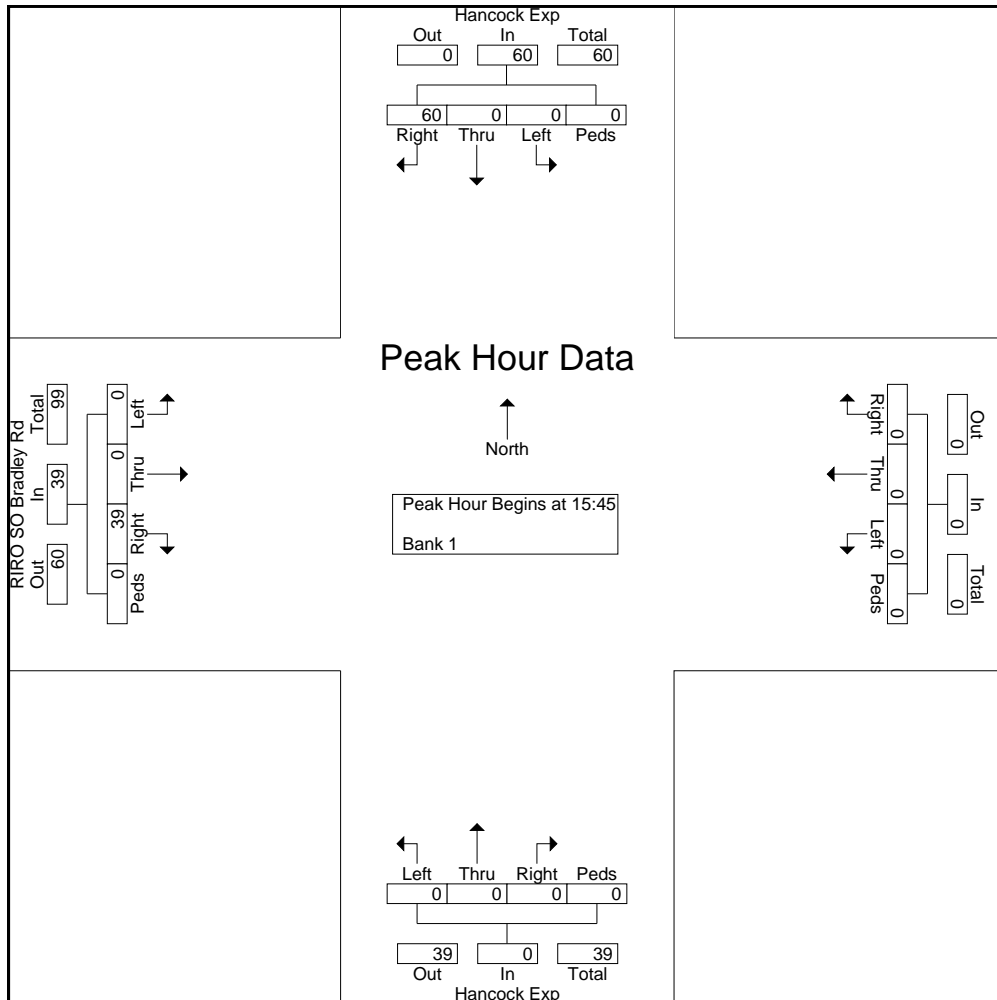 Hancock Exp
Out In Total
0 60 60
60 0 0 0
Right Thru Left Peds
Peak Hour Data
North
Peak Hour Begins at 15:45
Bank 1
RIRO SO Bradley Rd
Out In Total
60 39 99
0 39 0 0
Peds Right Thru Left
Out In Total
0 0 0
0 0 0 0
Right Thru Left Peds
Left Thru Right Peds
0 0 0 0
39 0 39
Out In Total
Hancock Exp